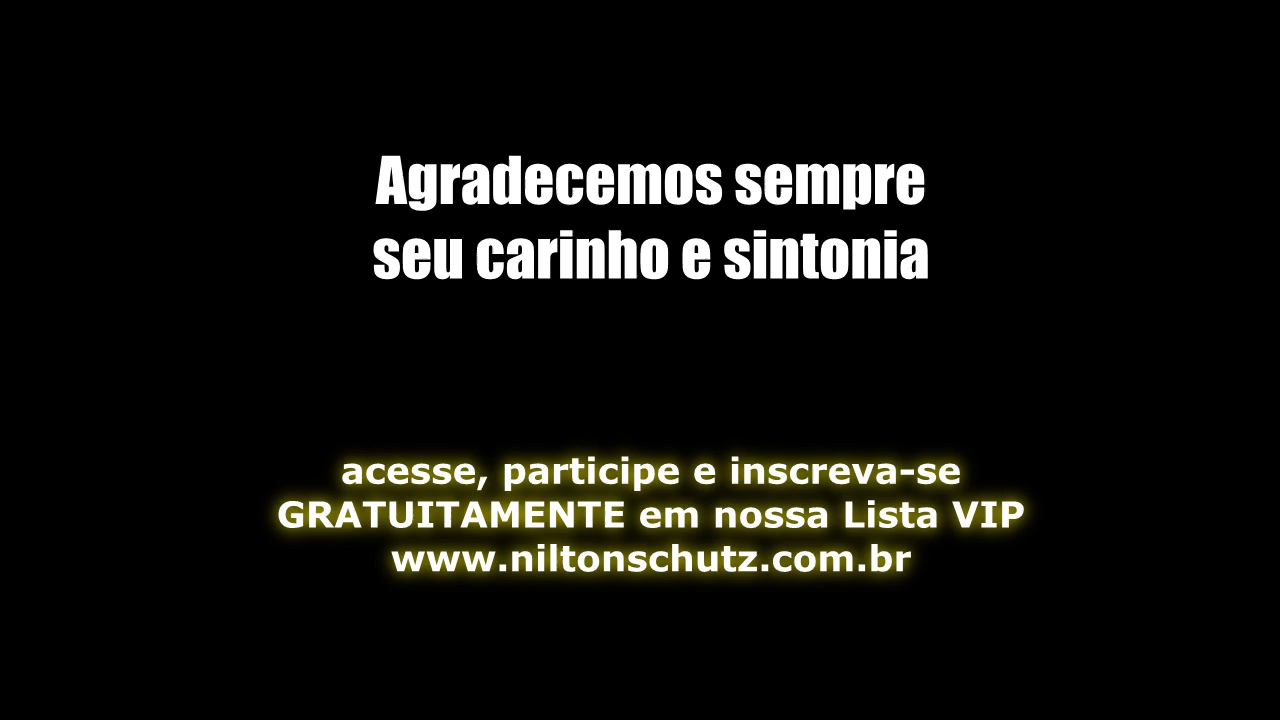 Agradecemos sempre
seu carinho e sintonia
acesse, participe e inscreva-se
GRATUITAMENTE em nossa Lista VIP
www.niltonschutz.com.br